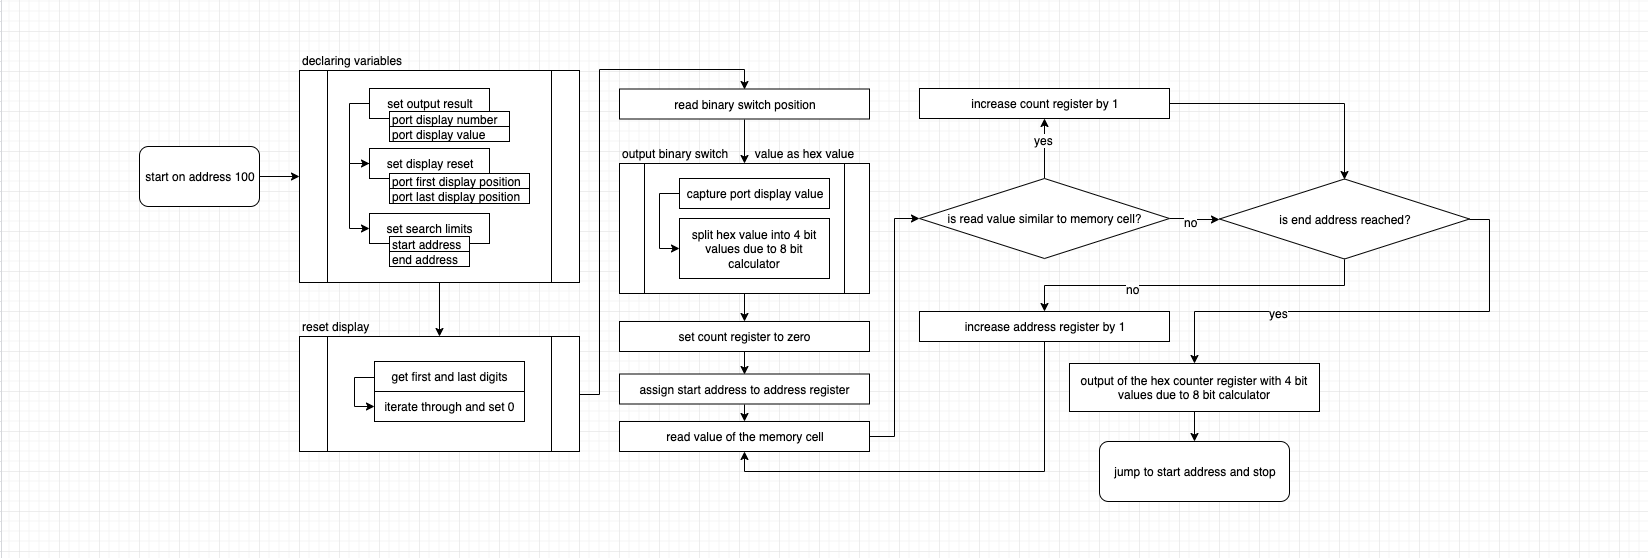 start on address 100
declaring variables
set output result
port display number
port display value
set display reset
port first display position
port last display position
set search limits
start address
end address
reset display
get first and last digits
iterate through and set 0
read binary switch position
output binary switch value as hex value
capture port display value
split hex value into 4 bit
values due to 8 bit
calculator
set count register to zero
assign start address to address register
read value of the memory cell
increase count register by 1
yes
is read value similar to memory cell?
no
is end address reached?
no
increase address register by 1
yes
output of the hex counter register with 4 bit
values due to 8 bit calculator
jump to start address and stop